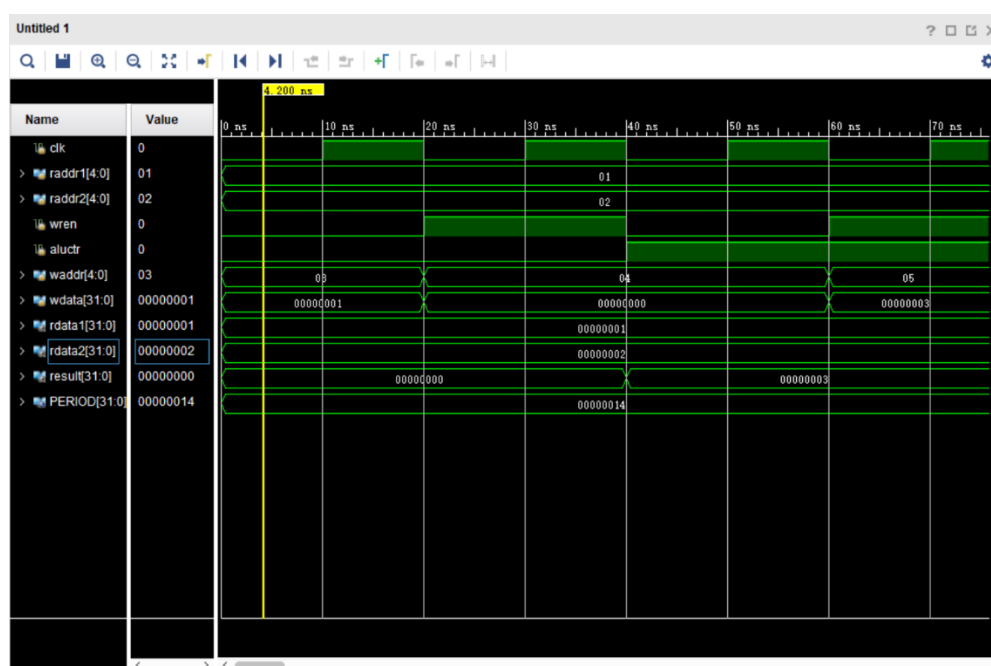 Untitled 1
4.200 ns
Name Value
0 ns 10 ns 20 ns 30 ns 40 ns 50 ns 60 ns 70 ns
clk 0
raddr1[4:0] 01 01
raddr2[4:0] 02 02
wren 0
aluctr 0
waddr[4:0] 03 03 04 05
wdata[31:0] 00000001 00000001 00000000 00000003
rdata1[31:0] 00000001 00000001
rdata2[31:0] 00000002 00000002
result[31:0] 00000000 00000000 00000003
PERIOD[31:0] 00000014 00000014